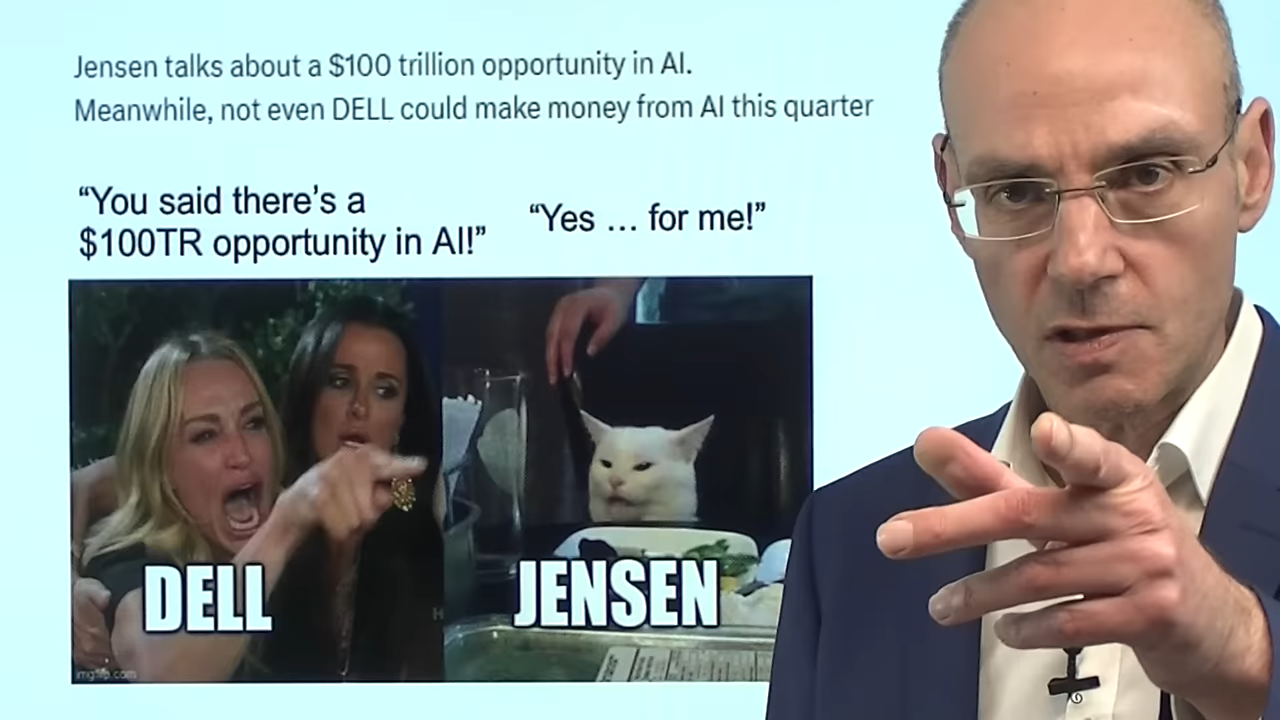 Jensen talks about a $100 trillion opportunity in AI.
Meanwhile, not even DELL could make money from AI this quarter
“You said there’s a
$100TR opportunity in AI!”
“Yes ... for me!”
DELL
JENSEN
imgflip.com